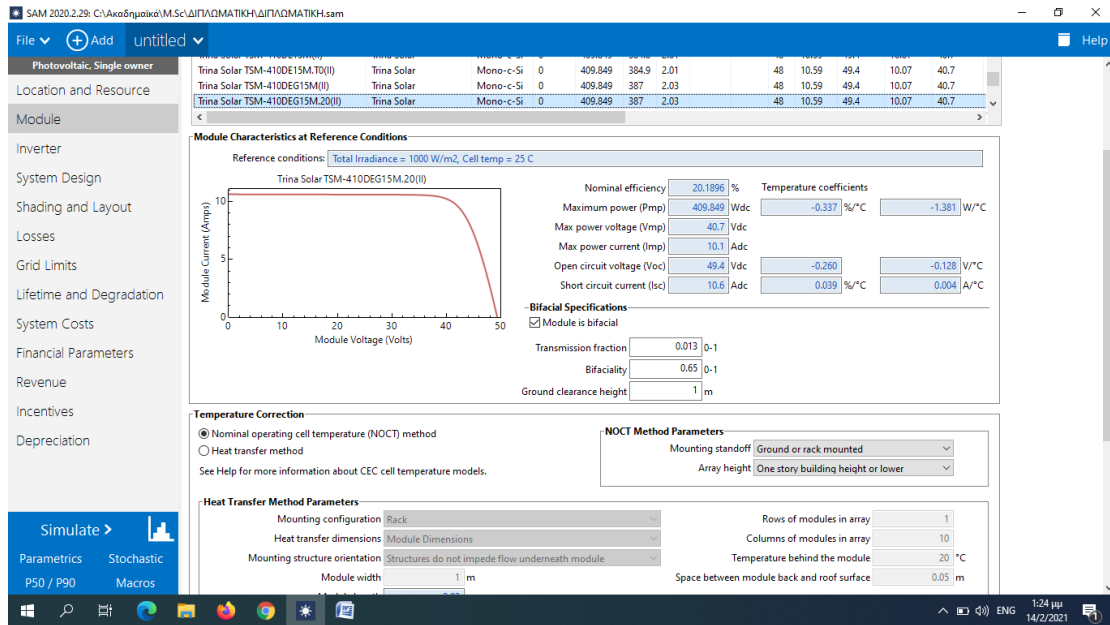 SAM 2020.2.29: C:\Ακαδημαϊκά\M.Sc\ΔΙΠΛΩΜΑΤΙΚΗ\ΔΙΠΛΩΜΑΤΙΚΗ.sam
File Add untitled Help
Photovoltaic, Single owner
Location and Resource
Module
Inverter
System Design
Shading and Layout
Losses
Grid Limits
Lifetime and Degradation
System Costs
Financial Parameters
Revenue
Incentives
Depreciation
Simulate >
Parametrics Stochastic
P50 / P90 Macros
Trina Solar TSM-410DE15M.T0(II) Trina Solar Mono-c-Si 0 409.849 384.9 2.01 48 10.59 49.4 10.07 40.7
Trina Solar TSM-410DEG15M(II) Trina Solar Mono-c-Si 0 409.849 387 2.03 48 10.59 49.4 10.07 40.7
Trina Solar TSM-410DEG15M.20(II) Trina Solar Mono-c-Si 0 409.849 387 2.03 48 10.59 49.4 10.07 40.7
Module Characteristics at Reference Conditions
Reference conditions: Total Irradiance = 1000 W/m2, Cell temp = 25 C
Trina Solar TSM-410DEG15M.20(II)
Module Current (Amps)
10
5
0
0 10 20 30 40 50
Module Voltage (Volts)
Nominal efficiency 20.1896 % Temperature coefficients
Maximum power (Pmp) 409.849 Wdc -0.337 %/°C -1.381 W/°C
Max power voltage (Vmp) 40.7 Vdc
Max power current (Imp) 10.1 Adc
Open circuit voltage (Voc) 49.4 Vdc -0.260 -0.128 V/°C
Short circuit current (Isc) 10.6 Adc 0.039 %/°C 0.004 A/°C
Bifacial Specifications
Module is bifacial
Transmission fraction 0.013 0-1
Bifaciality 0.65 0-1
Ground clearance height 1 m
Temperature Correction
Nominal operating cell temperature (NOCT) method
Heat transfer method
See Help for more information about CEC cell temperature models.
NOCT Method Parameters
Mounting standoff Ground or rack mounted
Array height One story building height or lower
Heat Transfer Method Parameters
Mounting configuration Rack Rows of modules in array 1
Heat transfer dimensions Module Dimensions Columns of modules in array 10
Mounting structure orientation Structures do not impede flow underneath module Temperature behind the module 20 °C
Module width 1 m Space between module back and roof surface 0.05 m
ENG
1:24 μμ
14/2/2021
1